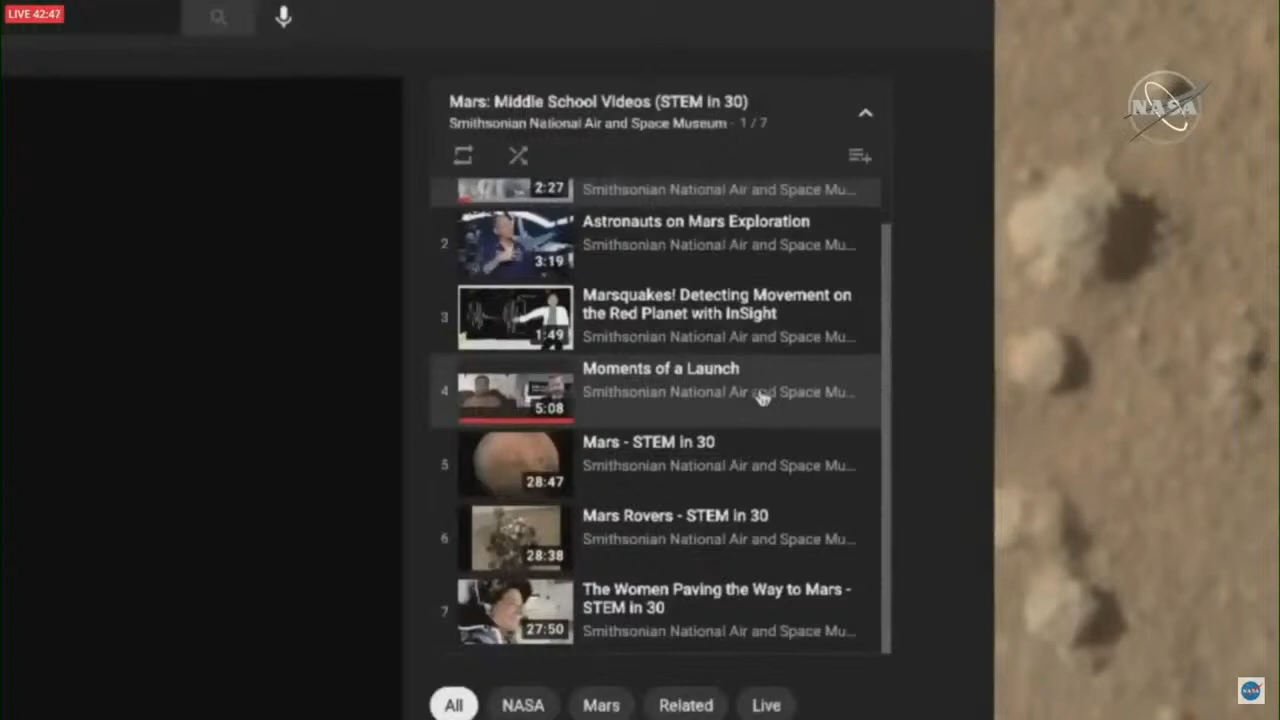 LIVE 42:47
Mars: Middle School Videos (STEM in 30)
Smithsonian National Air and Space Museum - 1 / 7
NASA
2:27
Smithsonian National Air and Space Mu...
2
Astronauts on Mars Exploration
Smithsonian National Air and Space Mu...
3:19
3
Marsquakes! Detecting Movement on
the Red Planet with InSight
Smithsonian National Air and Space Mu...
1:49
4
Moments of a Launch
Smithsonian National Air and Space Mu...
5:08
5
Mars - STEM in 30
Smithsonian National Air and Space Mu...
28:47
6
Mars Rovers - STEM in 30
Smithsonian National Air and Space Mu...
28:38
7
The Women Paving the Way to Mars -
STEM in 30
Smithsonian National Air and Space Mu...
27:50
All NASA Mars Related Live
NASA